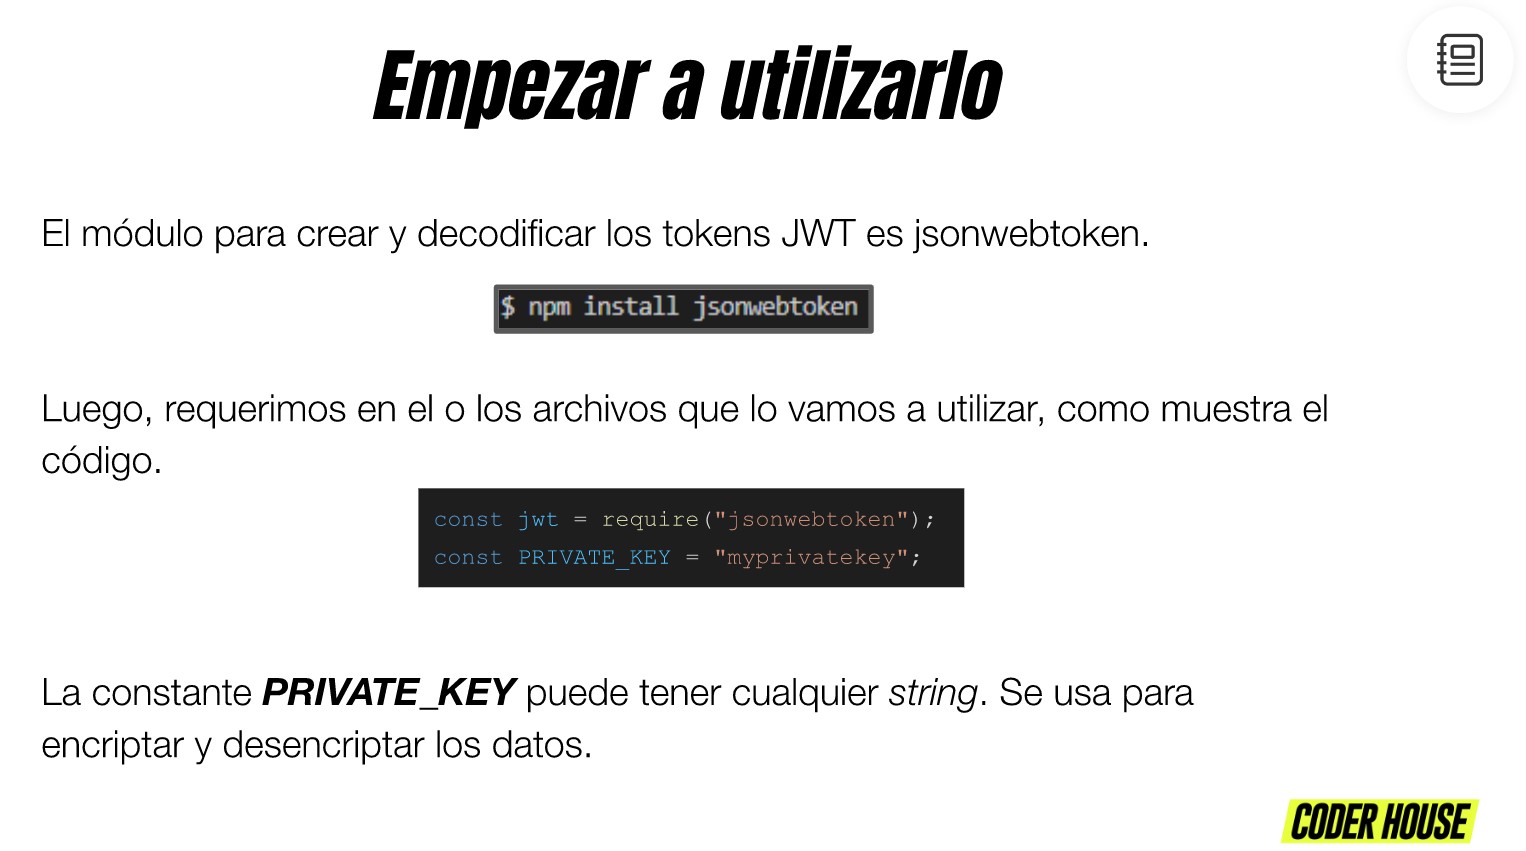 Empezar a utilizarlo
El módulo para crear y decodificar los tokens JWT es jsonwebtoken.
$ npm install jsonwebtoken
Luego, requerimos en el o los archivos que lo vamos a utilizar, como muestra el
código.
const jwt = require("jsonwebtoken");
const PRIVATE_KEY = "myprivatekey";
La constante PRIVATE_KEY puede tener cualquier string. Se usa para
encriptar y desencriptar los datos.
CODER HOUSE